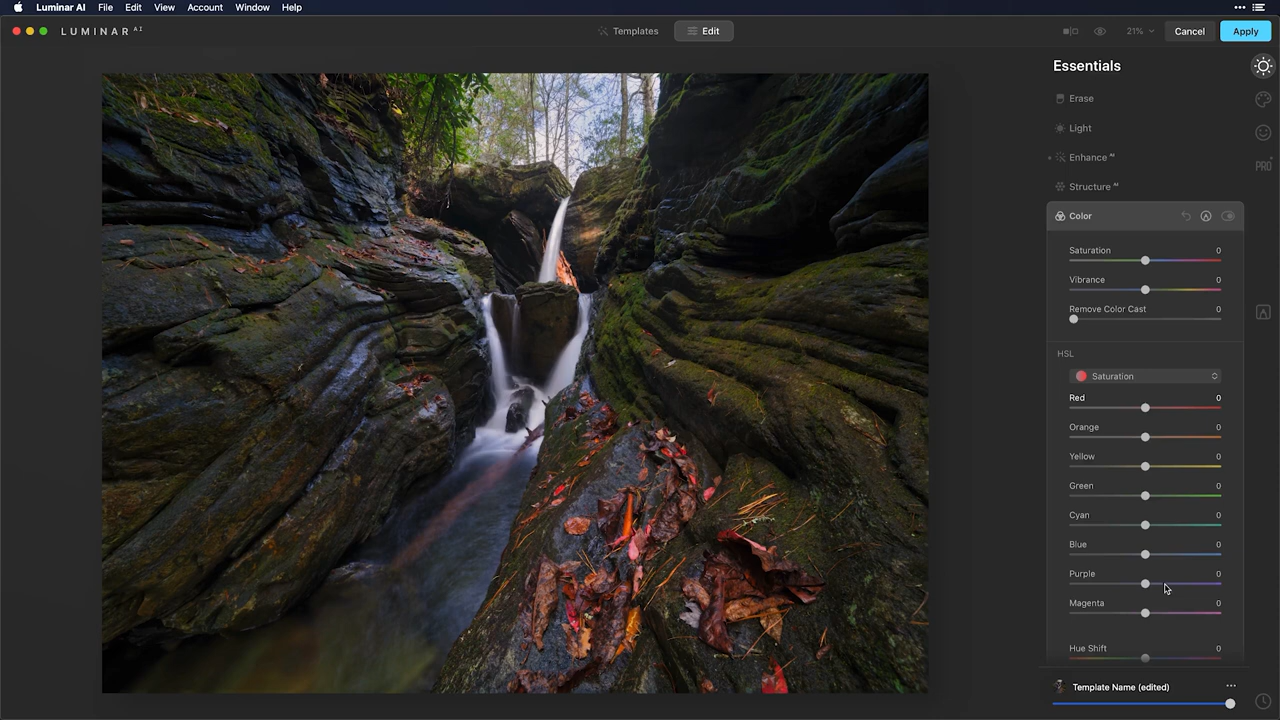 Luminar AI File Edit View Account Window Help
LUMINAR AI Templates Edit 21% Cancel Apply
Essentials
Erase
Light
Enhance AI
Structure AI
PRO
Color
Saturation 0
Vibrance 0
Remove Color Cast 0
HSL
Saturation
Red 0
Orange 0
Yellow 0
Green 0
Cyan 0
Blue 0
Purple 0
Magenta 0
Hue Shift 0
Template Name (edited)